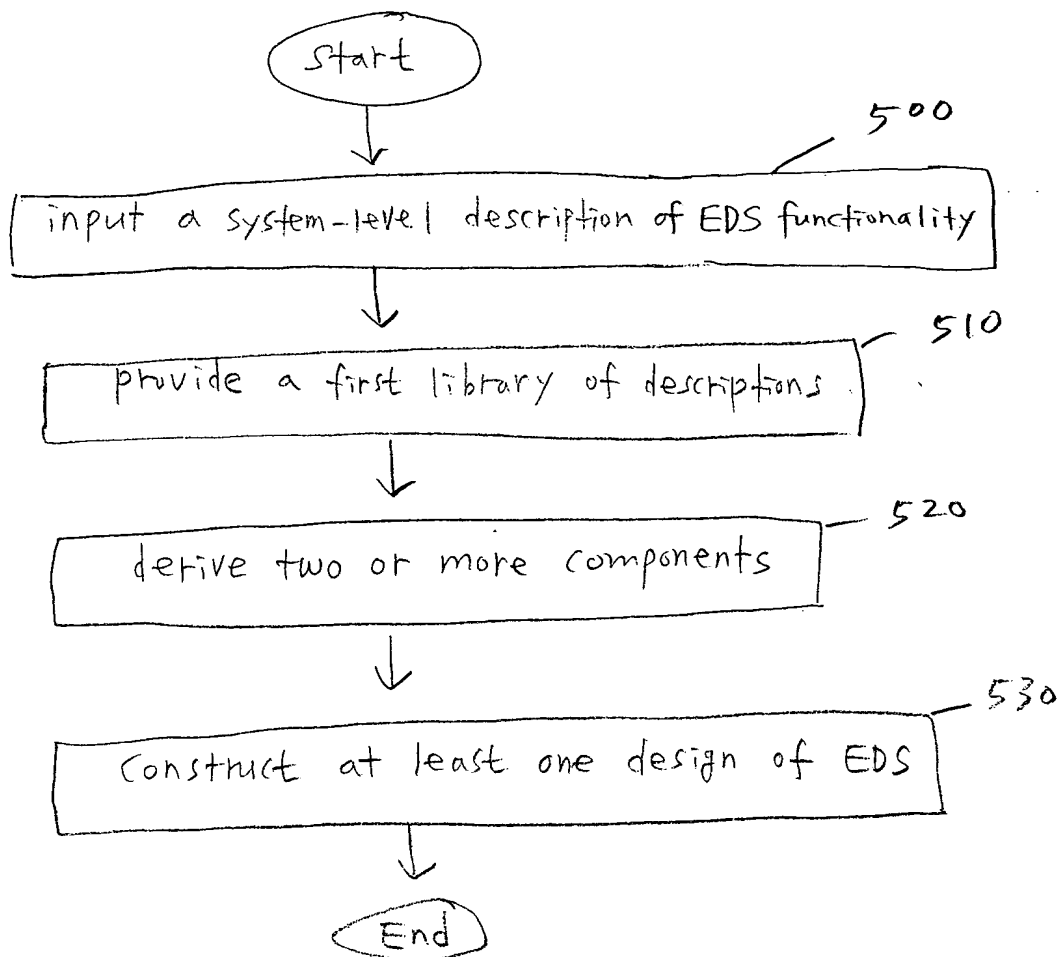 Start
500
input a system-level description of EDS functionality
510
provide a first library of descriptions
520
derive two or more components
530
Construct at least one design of EDS
End